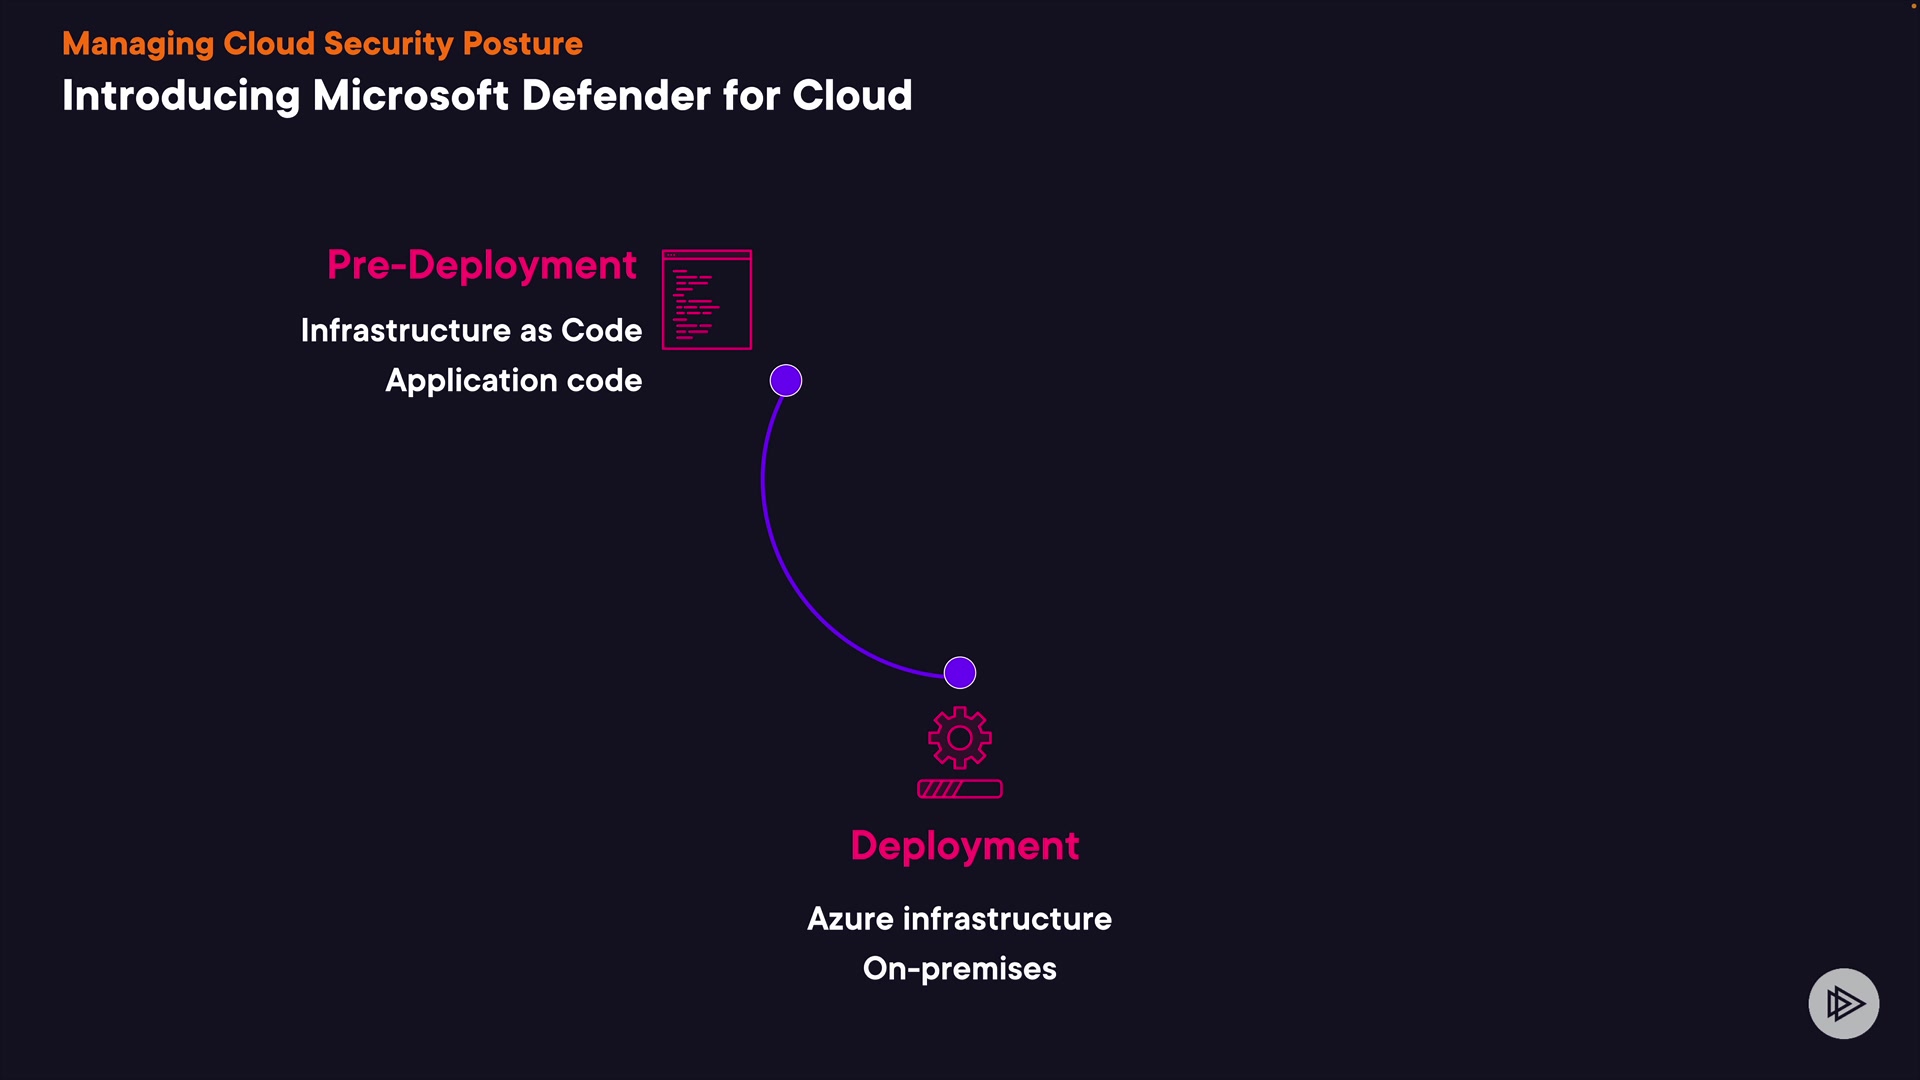 Managing Cloud Security Posture
Introducing Microsoft Defender for Cloud
Pre-Deployment
Infrastructure as Code
Application code
Deployment
Azure infrastructure
On-premises